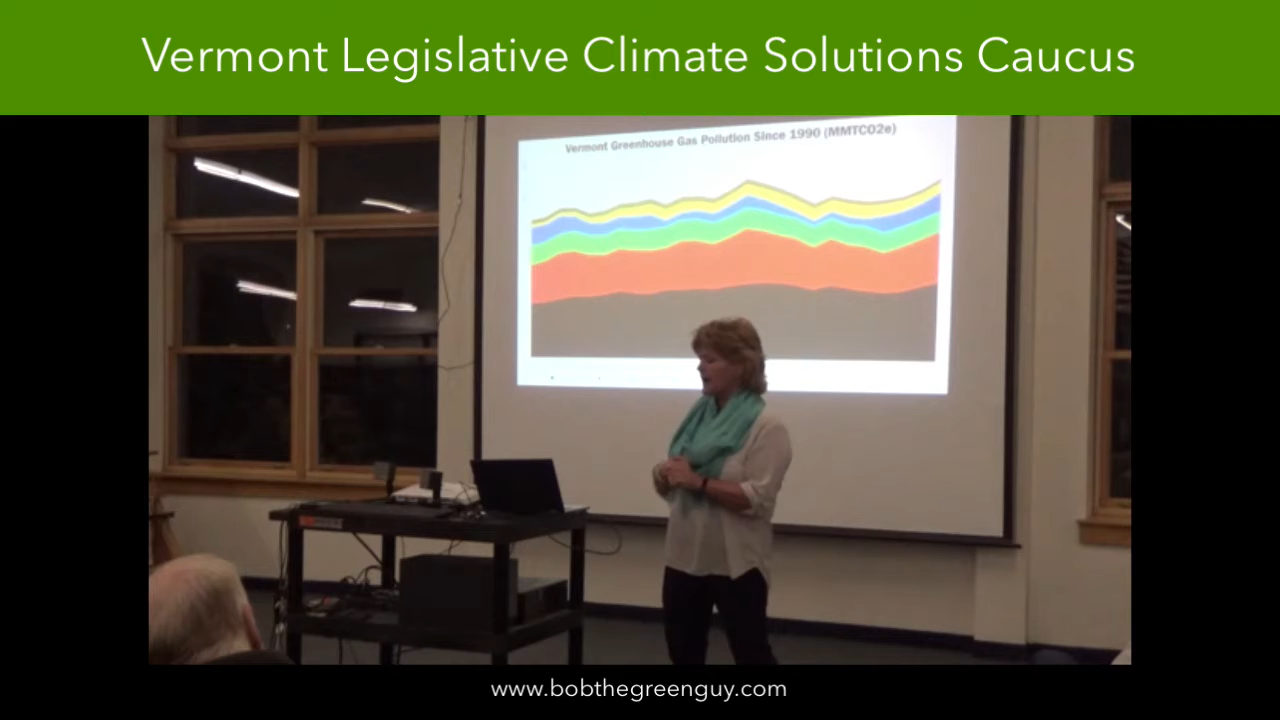 Vermont Legislative Climate Solutions Caucus
Vermont Greenhouse Gas Pollution Since 1990 (MMTCO2e)
www.bobthegreenguy.com